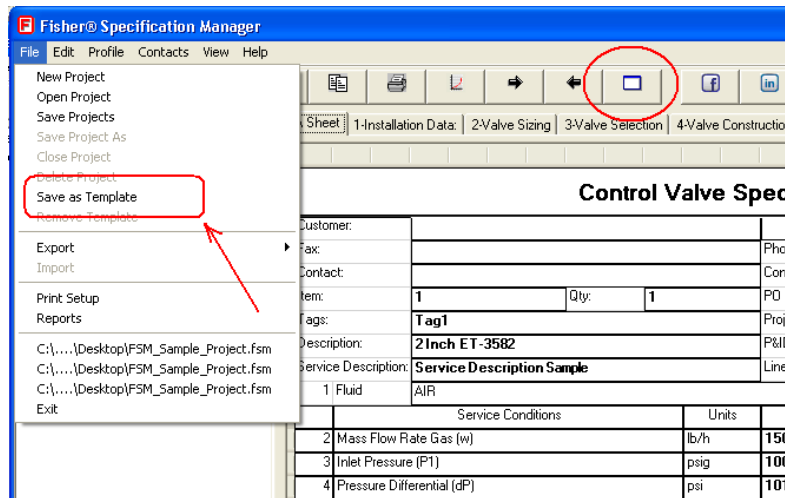 Fisher® Specification Manager
File Edit Profile Contacts View Help
New Project
Open Project
Save Projects
Save Project As
Close Project
Delete Project
Save as Template
Remove Template
Export
Import
Print Setup
Reports
C:\....\Desktop\FSM_Sample_Project.fsm
C:\....\Desktop\FSM_Sample_Project.fsm
C:\....\Desktop\FSM_Sample_Project.fsm
Exit
f in
Sheet 1-Installation Data: 2-Valve Sizing 3-Valve Selection 4-Valve Constructio
Control Valve Spec
Customer:
Fax: Pho
Contact: Con
Item: 1 Qty: 1 PO
Tags: Tag1 Proj
Description: 2 Inch ET-3582 P&ID
Service Description: Service Description Sample Line
1 Fluid AIR
Service Conditions Units
2 Mass Flow Rate Gas (w) lb/h 150
3 Inlet Pressure (P1) psig 100
4 Pressure Differential (dP) psi 101